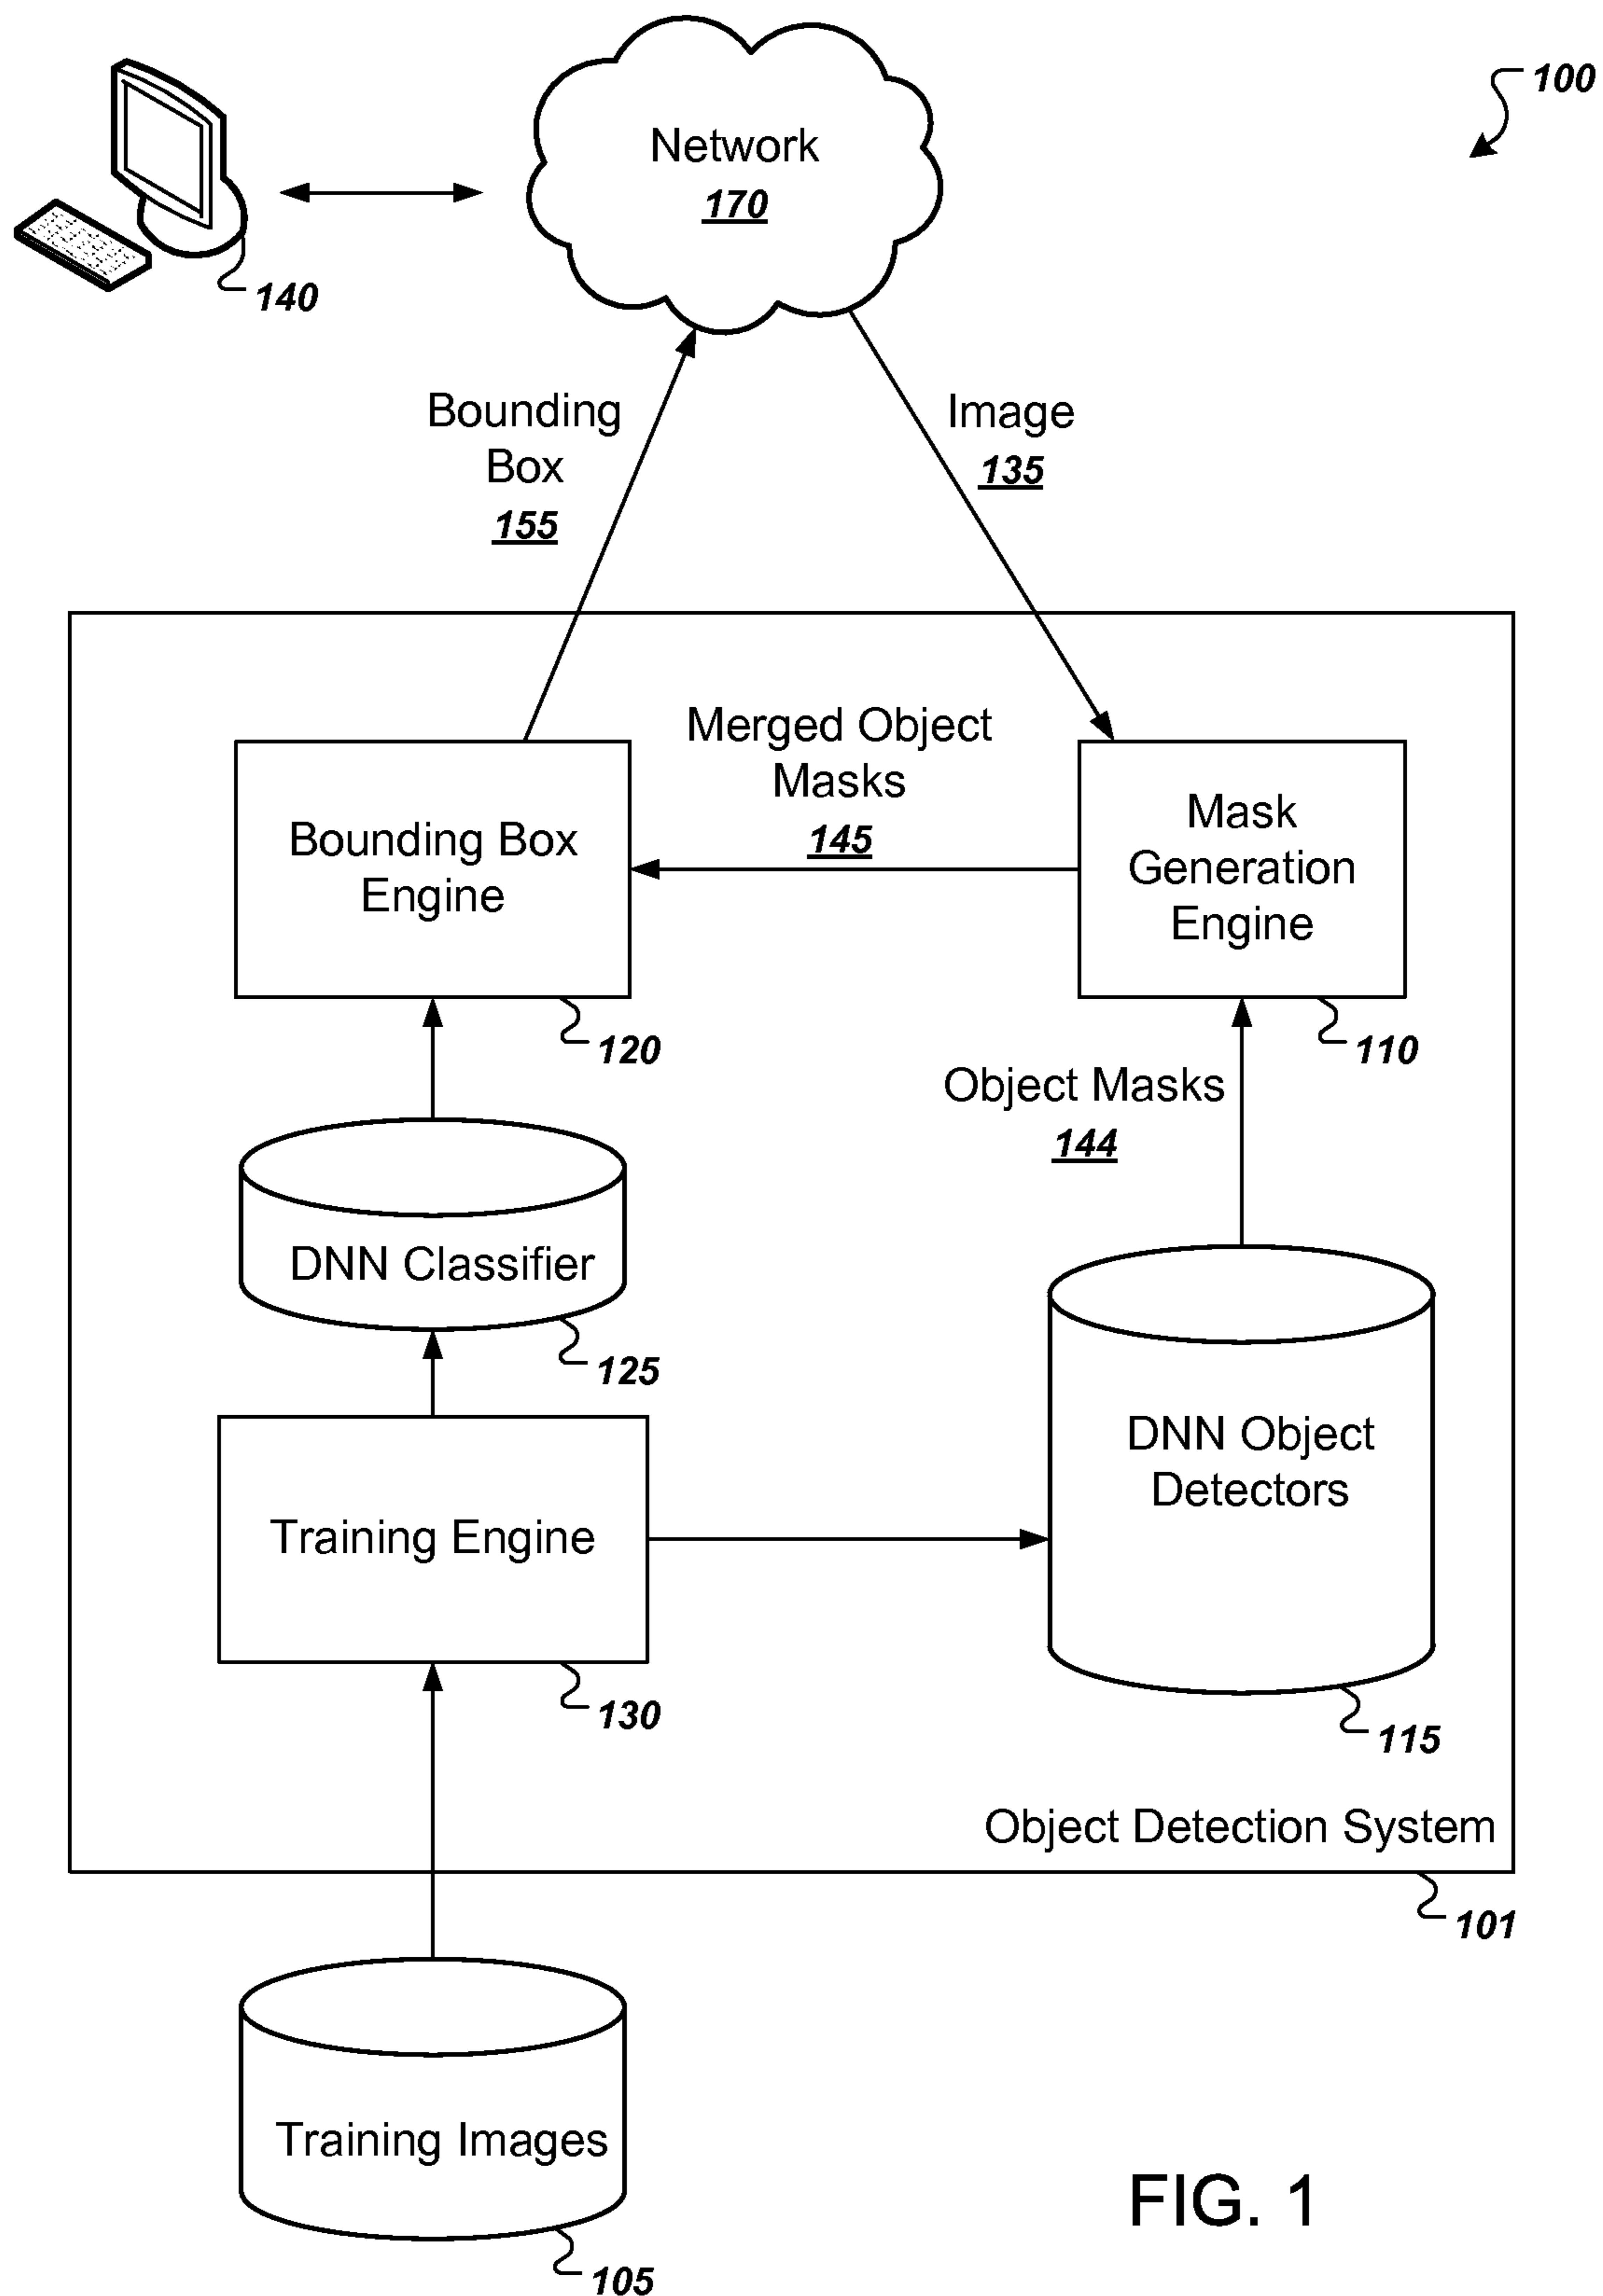 100
Network
170
140
Bounding
Box
155
Image
135
Merged Object
Masks
145
Bounding Box
Engine
120
Mask
Generation
Engine
110
Object Masks
144
DNN Classifier
125
DNN Object
Detectors
115
Training Engine
130
Object Detection System
101
Training Images
105
FIG. 1